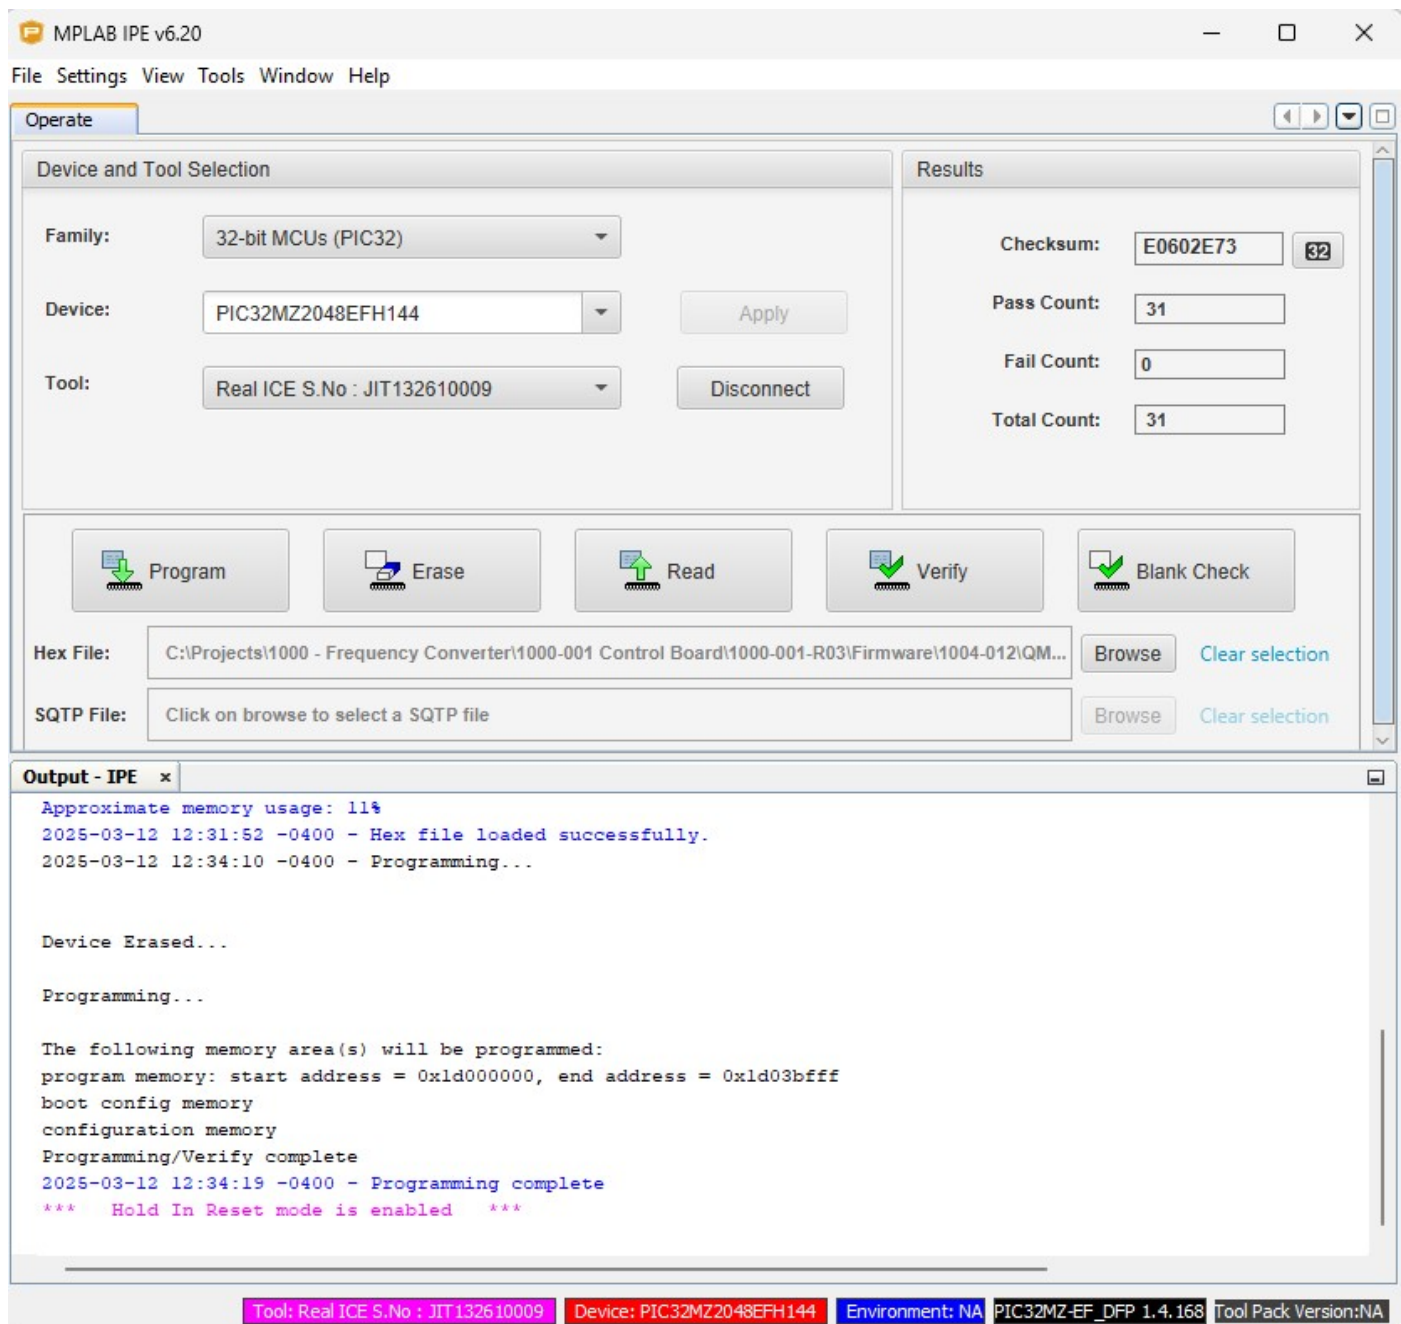 MPLAB IPE v6.20
File Settings View Tools Window Help
Operate
Device and Tool Selection
Family: 32-bit MCUs (PIC32)
Device: PIC32MZ2048EFH144 Apply
Tool: Real ICE S.No : JIT132610009 Disconnect
Results
Checksum: E0602E73 32
Pass Count: 31
Fail Count: 0
Total Count: 31
Program Erase Read Verify Blank Check
Hex File: C:\Projects\1000 - Frequency Converter\1000-001 Control Board\1000-001-R03\Firmware\1004-012\QM... Browse Clear selection
SQTP File: Click on browse to select a SQTP file Browse Clear selection
Output - IPE x
Approximate memory usage: 11%
2025-03-12 12:31:52 -0400 - Hex file loaded successfully.
2025-03-12 12:34:10 -0400 - Programming...
Device Erased...
Programming...
The following memory area(s) will be programmed:
program memory: start address = 0x1d000000, end address = 0x1d03bfff
boot config memory
configuration memory
Programming/Verify complete
2025-03-12 12:34:19 -0400 - Programming complete
*** Hold In Reset mode is enabled ***
Tool: Real ICE S.No : JIT132610009 Device: PIC32MZ2048EFH144 Environment: NA PIC32MZ-EF_DFP 1.4.168 Tool Pack Version:NA